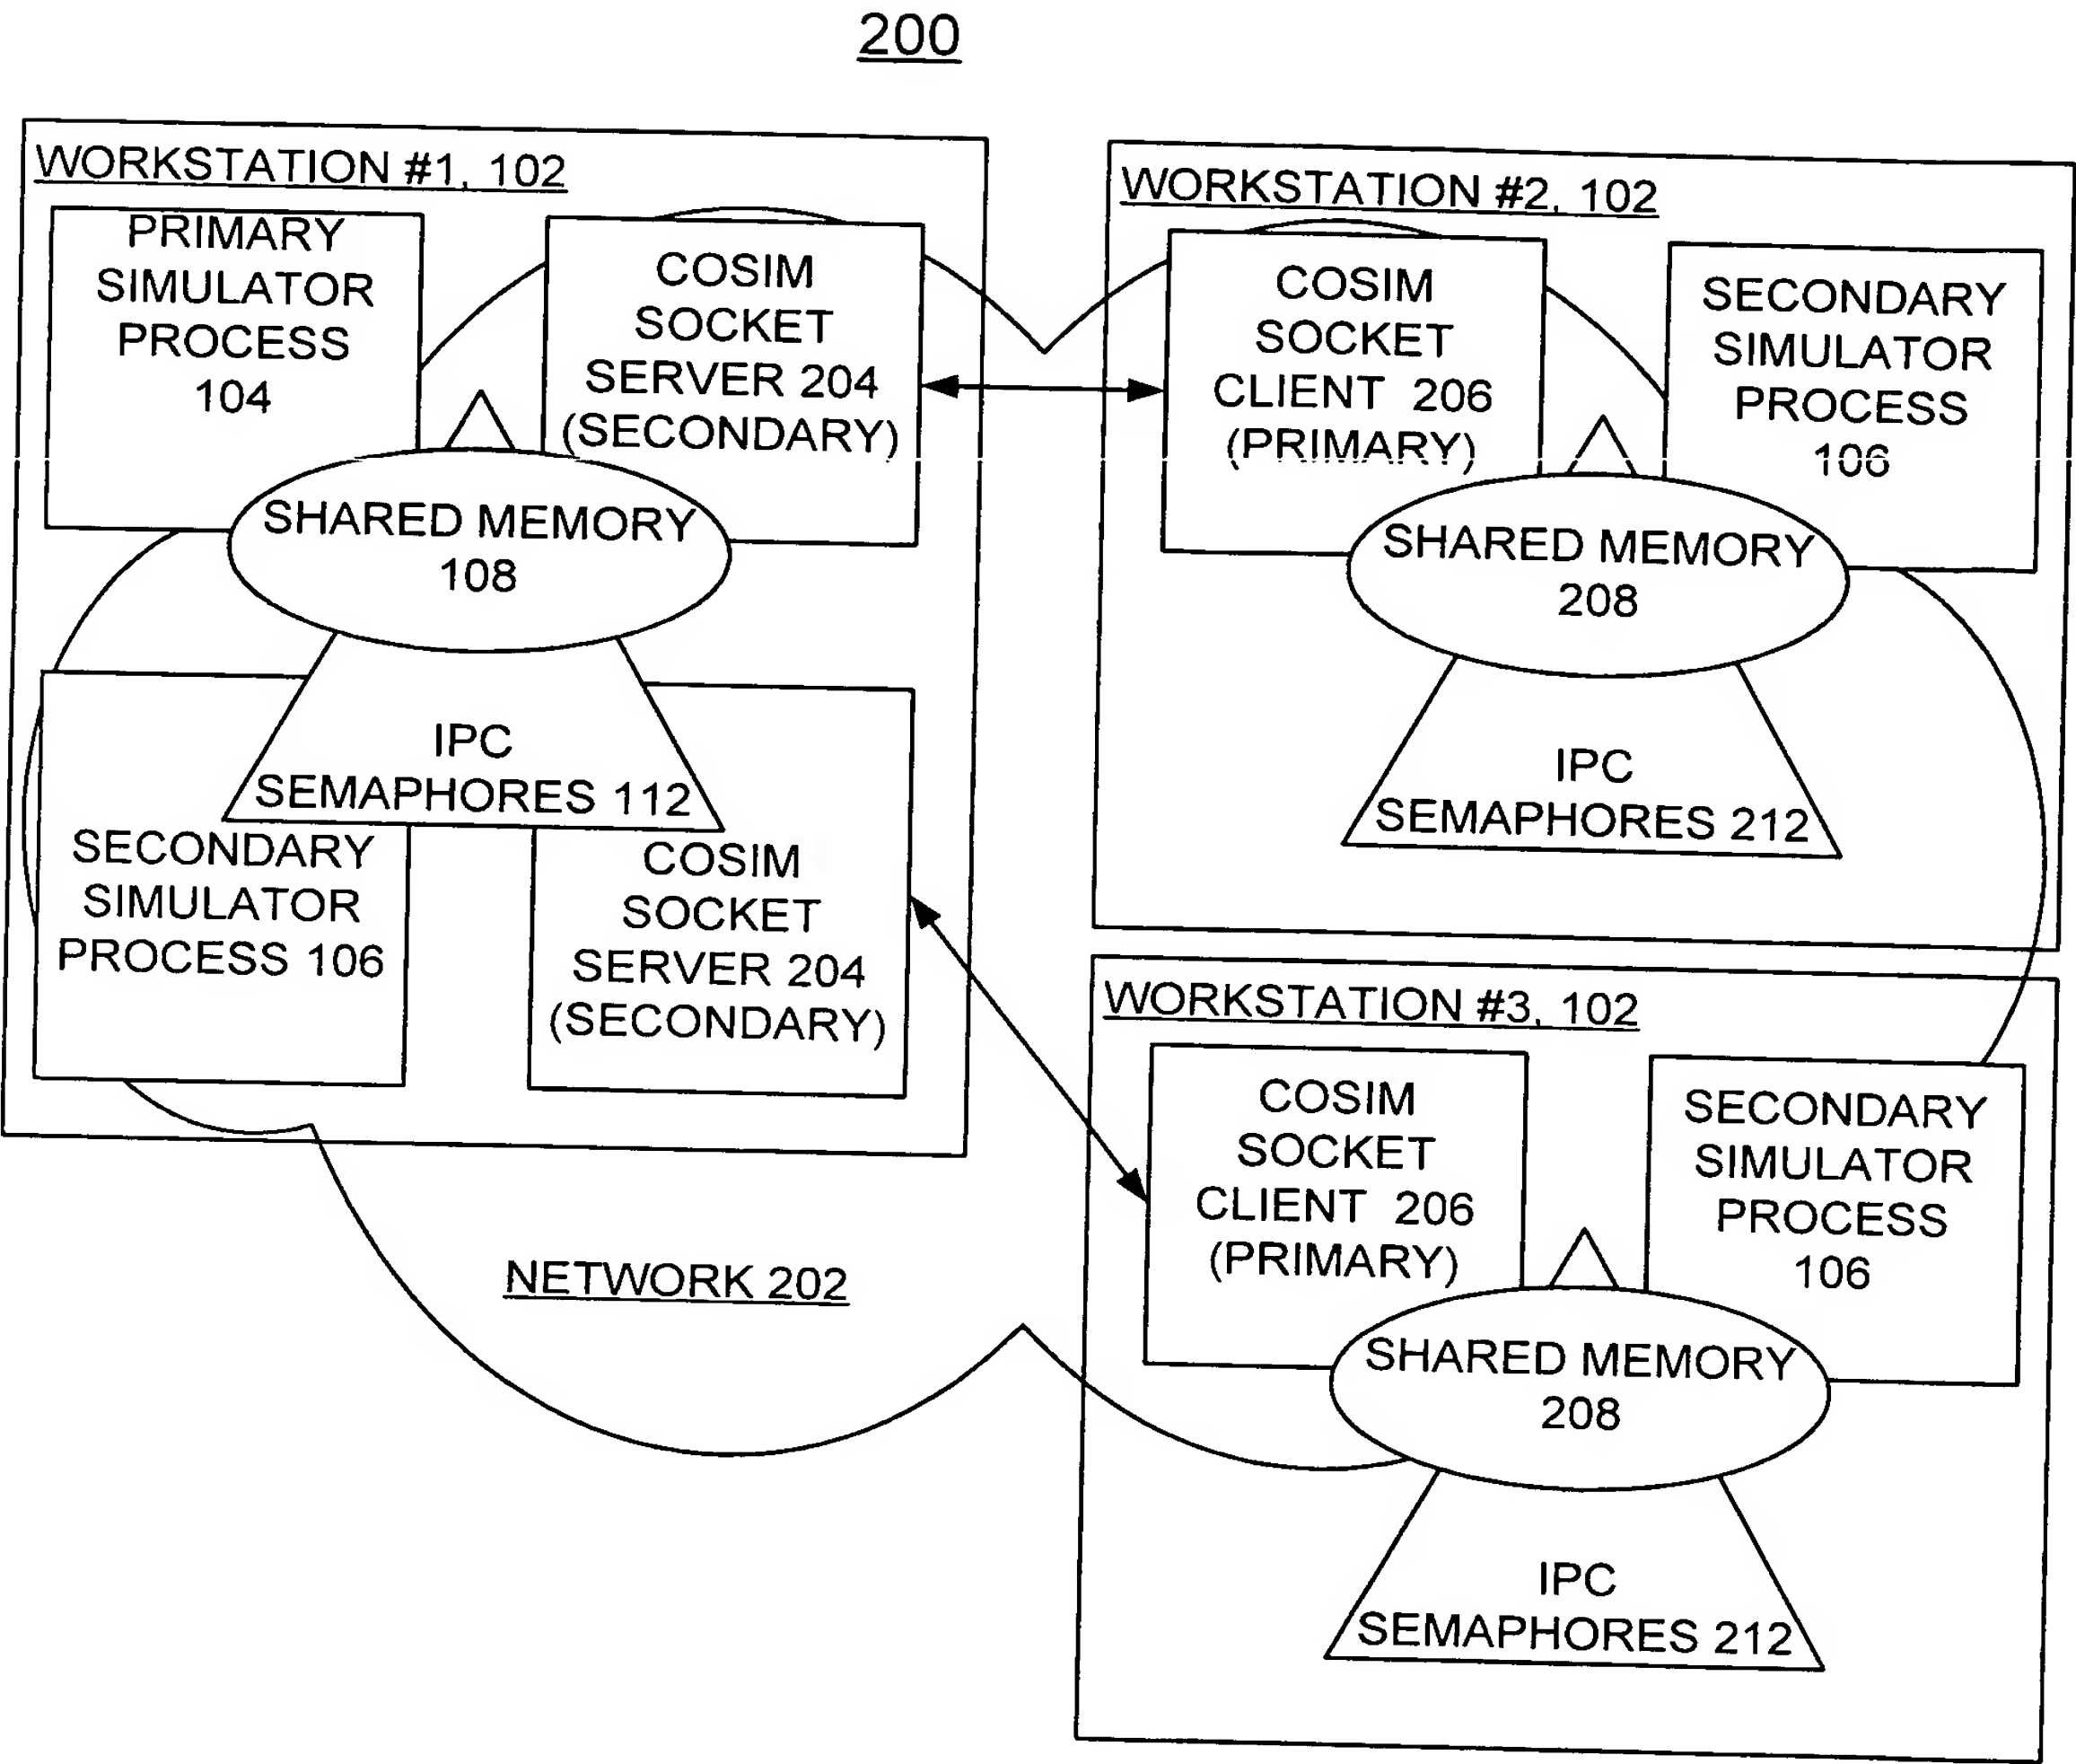 200
WORKSTATION #1, 102
PRIMARY
SIMULATOR
PROCESS
104
COSIM
SOCKET
SERVER 204
(SECONDARY)
SHARED MEMORY
108
IPC
SEMAPHORES 112
SECONDARY
SIMULATOR
PROCESS 106
COSIM
SOCKET
SERVER 204
(SECONDARY)
WORKSTATION #2, 102
COSIM
SOCKET
CLIENT 206
(PRIMARY)
SECONDARY
SIMULATOR
PROCESS
106
SHARED MEMORY
208
IPC
SEMAPHORES 212
WORKSTATION #3, 102
COSIM
SOCKET
CLIENT 206
(PRIMARY)
SECONDARY
SIMULATOR
PROCESS
106
SHARED MEMORY
208
IPC
SEMAPHORES 212
NETWORK 202